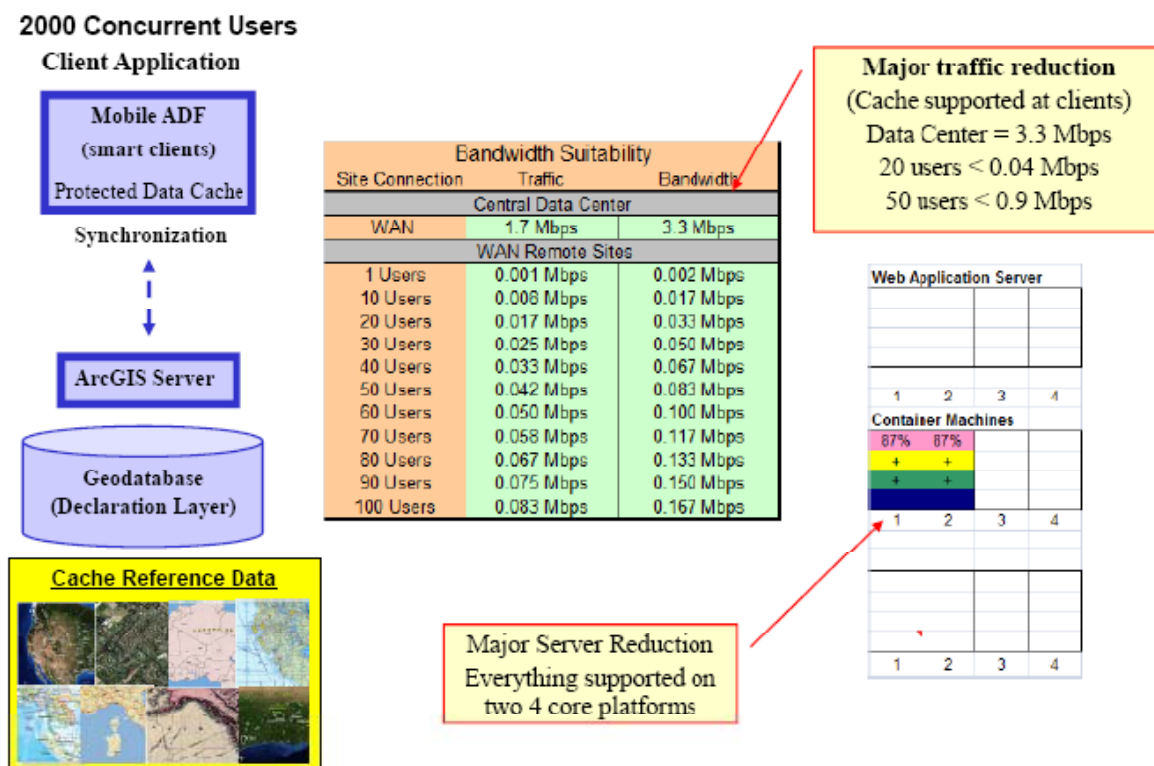 2000 Concurrent Users
Client Application
Mobile ADF
(smart clients)
Protected Data Cache
Synchronization
ArcGIS Server
Geodatabase
(Declaration Layer)
Cache Reference Data
Bandwidth Suitability
Site Connection Traffic Bandwidth
Central Data Center
WAN 1.7 Mbps 3.3 Mbps
WAN Remote Sites
1 Users 0.001 Mbps 0.002 Mbps
10 Users 0.008 Mbps 0.017 Mbps
20 Users 0.017 Mbps 0.033 Mbps
30 Users 0.025 Mbps 0.050 Mbps
40 Users 0.033 Mbps 0.067 Mbps
50 Users 0.042 Mbps 0.083 Mbps
60 Users 0.050 Mbps 0.100 Mbps
70 Users 0.058 Mbps 0.117 Mbps
80 Users 0.067 Mbps 0.133 Mbps
90 Users 0.075 Mbps 0.150 Mbps
100 Users 0.083 Mbps 0.167 Mbps
Major traffic reduction
(Cache supported at clients)
Data Center = 3.3 Mbps
20 users < 0.04 Mbps
50 users < 0.9 Mbps
Web Application Server
1 2 3 4
Container Machines
87% 87%
+ +
+ +
1 2 3 4
1 2 3 4
Major Server Reduction
Everything supported on
two 4 core platforms